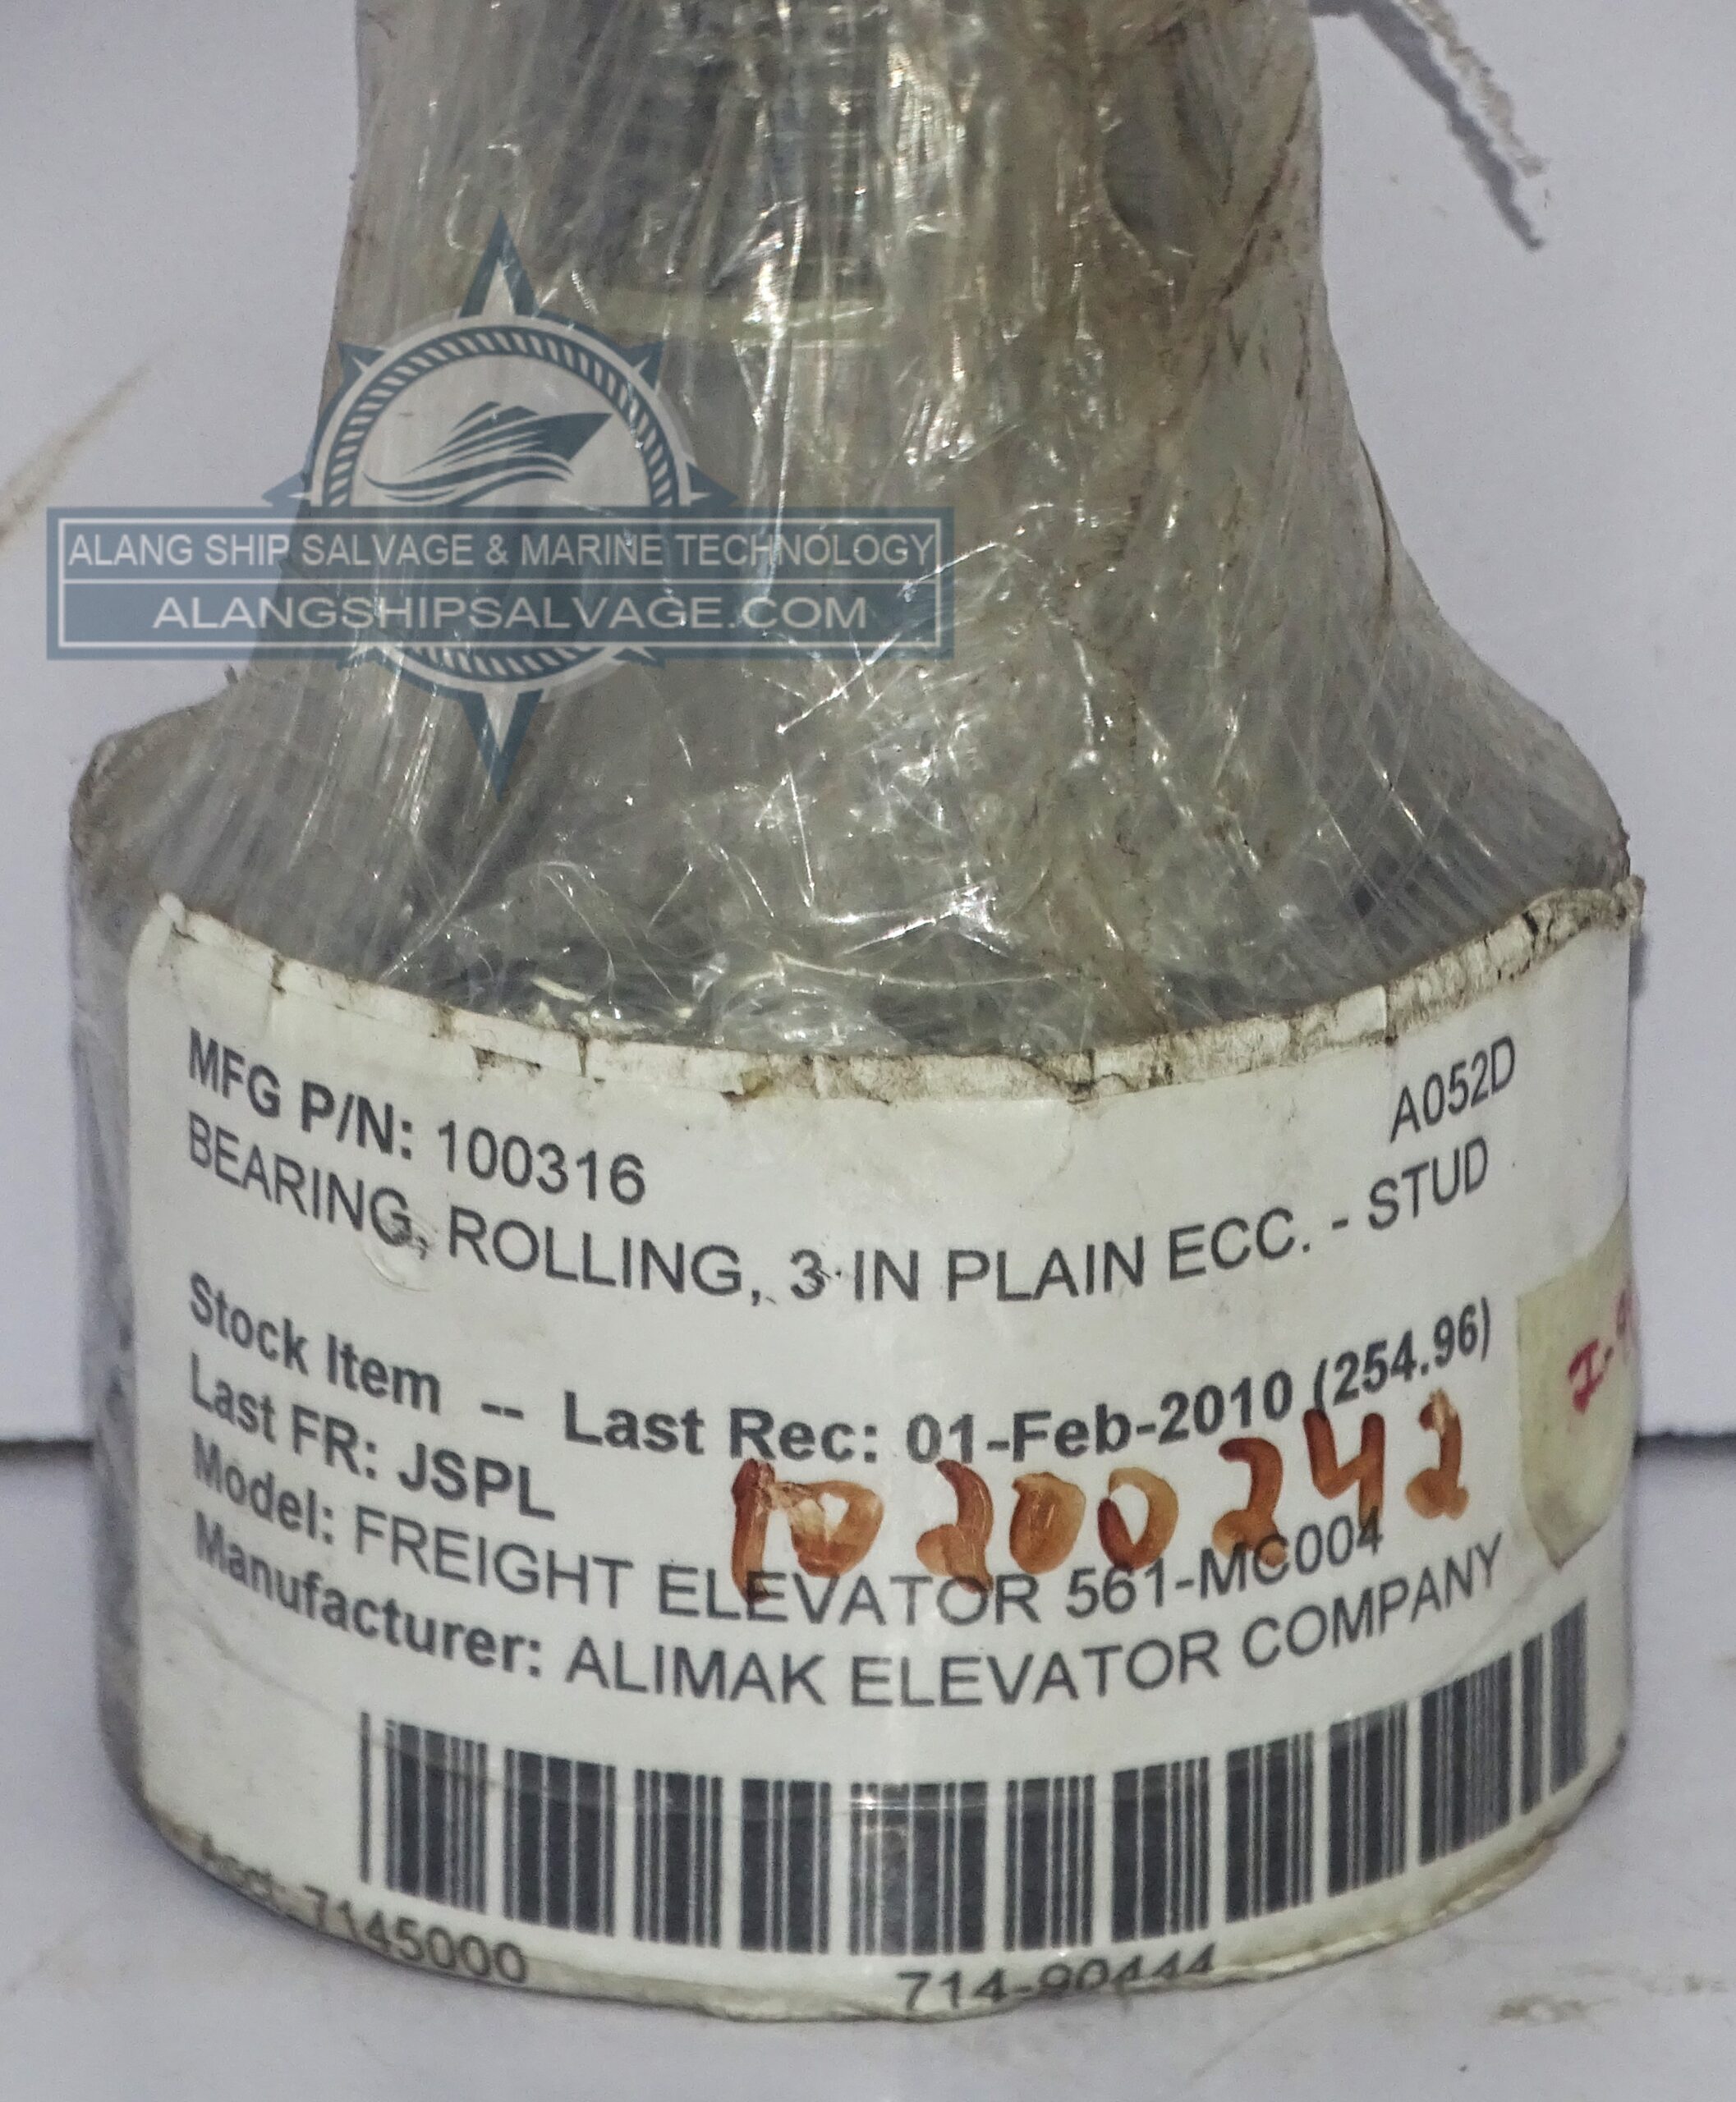 ALANG SHIP SALVAGE & MARINE TECHNOLOGY
ALANGSHIPSALVAGE.COM
A052D
MFG P/N: 100316
BEARING, ROLLING, 3 IN PLAIN ECC. - STUD
Stock Item -- Last Rec: 01-Feb-2010 (254.96)
Last FR: JSPL
10200242
Model: FREIGHT ELEVATOR 561-MC004
Manufacturer: ALIMAK ELEVATOR COMPANY
7145000
714-90444